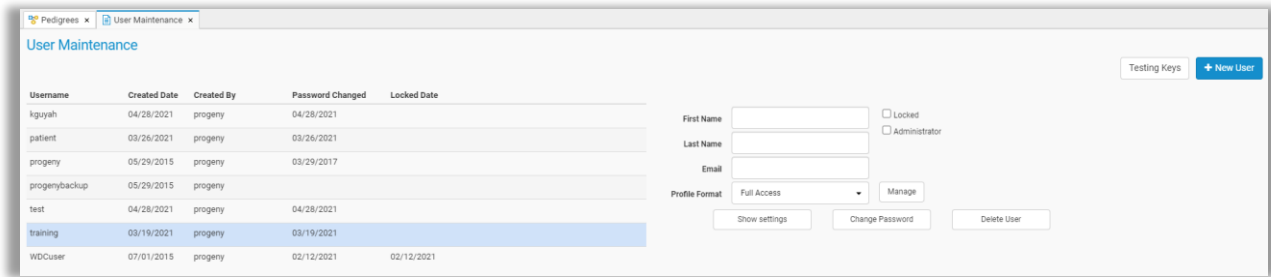 Pedigrees x User Maintenance x
User Maintenance
Testing Keys + New User
Username Created Date Created By Password Changed Locked Date
kguyah 04/28/2021 progeny 04/28/2021
patient 03/26/2021 progeny 03/26/2021
progeny 05/29/2015 progeny 03/29/2017
progenybackup 05/29/2015 progeny
test 04/28/2021 progeny 04/28/2021
training 03/19/2021 progeny 03/19/2021
WDCuser 07/01/2015 progeny 02/12/2021 02/12/2021
First Name Locked
Administrator
Last Name
Email
Profile Format Full Access Manage
Show settings Change Password Delete User